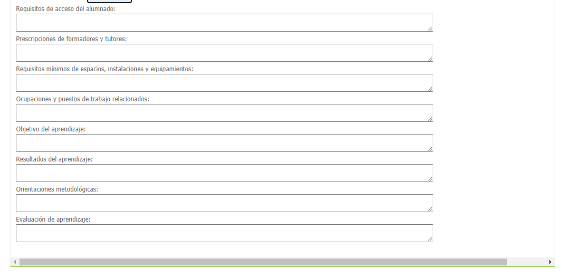 Requisitos de acceso del alumnado:
Prescripciones de formadores y tutores:
Requisitos mínimos de espacios, instalaciones y equipamientos:
Ocupaciones y puestos de trabajo relacionados:
Objetivo del aprendizaje:
Resultados del aprendizaje:
Orientaciones metodológicas:
Evaluación de aprendizaje: